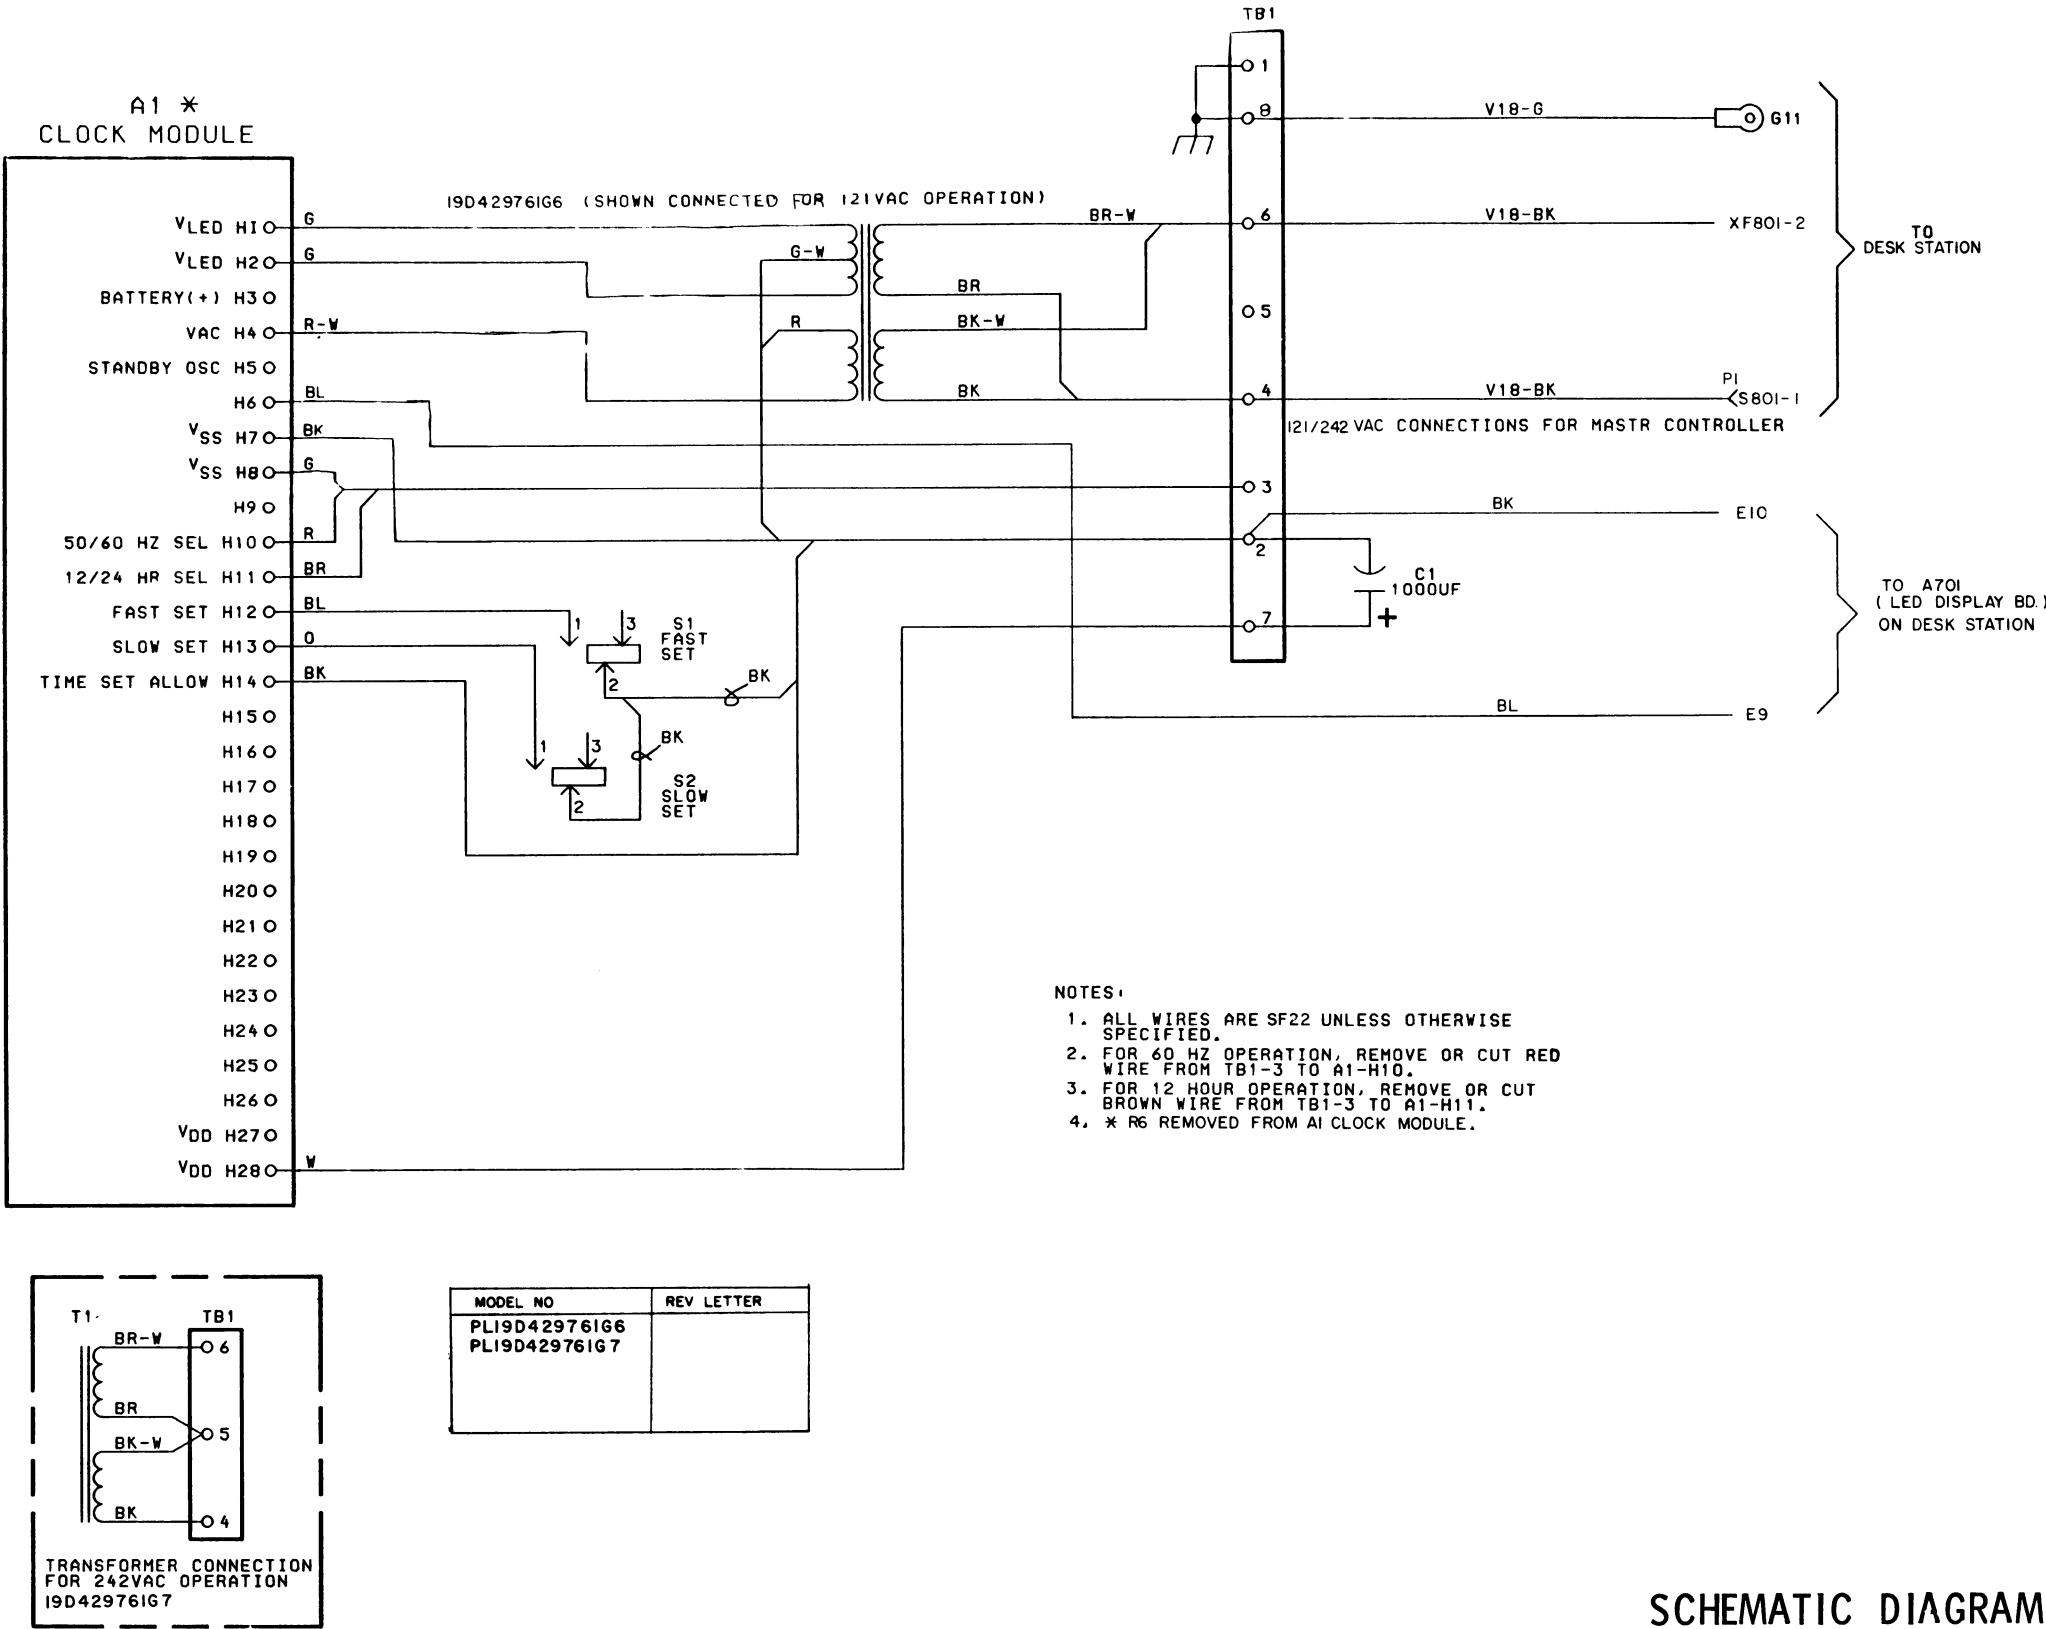 TB1
1
8
V18-G
G11
A1 *
CLOCK MODULE
19D429761G6 (SHOWN CONNECTED FOR 121VAC OPERATION)
VLED H1
G
BR-W
6
V18-BK
XF801-2
TO
DESK STATION
VLED H2
G
G-W
BATTERY(+) H3
BR
5
VAC H4
R-W
R
BK-W
STANDBY OSC H5
BK
4
V18-BK
P1
S801-1
H6
BL
121/242 VAC CONNECTIONS FOR MASTR CONTROLLER
VSS H7
BK
VSS H8
G
3
H9
BK
E10
50/60 HZ SEL H10
R
2
12/24 HR SEL H11
BR
C1
1000UF
+
TO A701
(LED DISPLAY BD.)
ON DESK STATION
FAST SET H12
BL
1
3
2
S1
FAST
SET
7
SLOW SET H13
O
TIME SET ALLOW H14
BK
BK
H15
BL
E9
H16
1
3
2
BK
S2
SLOW
SET
H17
H18
H19
H20
H21
H22
H23
H24
H25
H26
VDD H27
VDD H28
W
NOTES:
1. ALL WIRES ARE SF22 UNLESS OTHERWISE
SPECIFIED.
2. FOR 60 HZ OPERATION, REMOVE OR CUT RED
WIRE FROM TB1-3 TO A1-H10.
3. FOR 12 HOUR OPERATION, REMOVE OR CUT
BROWN WIRE FROM TB1-3 TO A1-H11.
4. * R6 REMOVED FROM A1 CLOCK MODULE.
T1
TB1
BR-W
6
BR
5
BK-W
BK
4
TRANSFORMER CONNECTION
FOR 242VAC OPERATION
19D429761G7
MODEL NO
REV LETTER
PL19D429761G6
PL19D429761G7
SCHEMATIC DIAGRAM